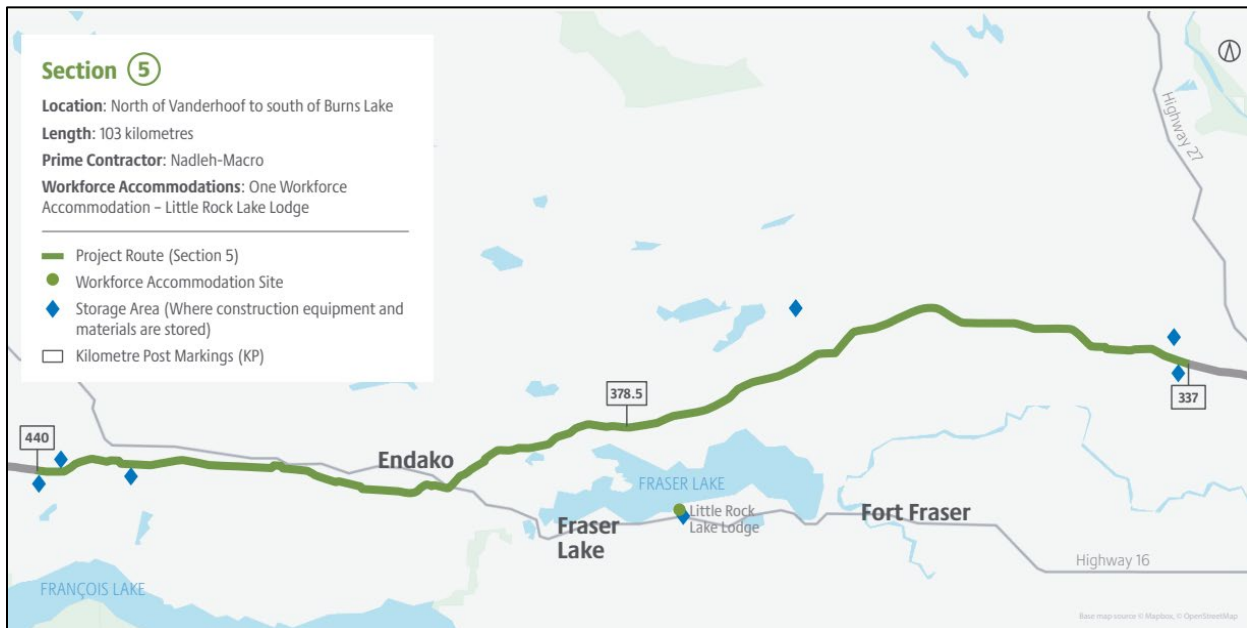 Section 5
Location: North of Vanderhoof to south of Burns Lake
Length: 103 kilometres
Prime Contractor: Nadleh-Macro
Workforce Accommodations: One Workforce
Accommodation – Little Rock Lake Lodge
Project Route (Section 5)
Workforce Accommodation Site
Storage Area (Where construction equipment and
materials are stored)
Kilometre Post Markings (KP)
Highway 27
378.5
337
440
Endako
FRASER LAKE
Little Rock
Lake Lodge
Fraser
Lake
Fort Fraser
Highway 16
FRANÇOIS LAKE
Base map source © Mapbox, © OpenStreetMap